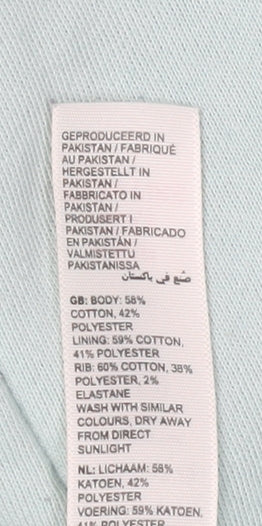 GEPRODUCEERD IN
PAKISTAN / FABRIQUÉ
AU PAKISTAN /
HERGESTELLT IN
PAKISTAN /
FABBRICATO IN
PAKISTAN /
PRODUSERT I
PAKISTAN / FABRICADO
EN PAKISTÁN /
VALMISTETTU
PAKISTANISSA
صُنع في باكستان
GB: BODY: 58%
COTTON, 42%
POLYESTER
LINING: 59% COTTON,
41% POLYESTER
RIB: 60% COTTON, 38%
POLYESTER, 2%
ELASTANE
WASH WITH SIMILAR
COLOURS, DRY AWAY
FROM DIRECT
SUNLIGHT
NL: LICHAAM: 58%
KATOEN, 42%
POLYESTER
VOERING: 59% KATOEN,
41% POLYESTER